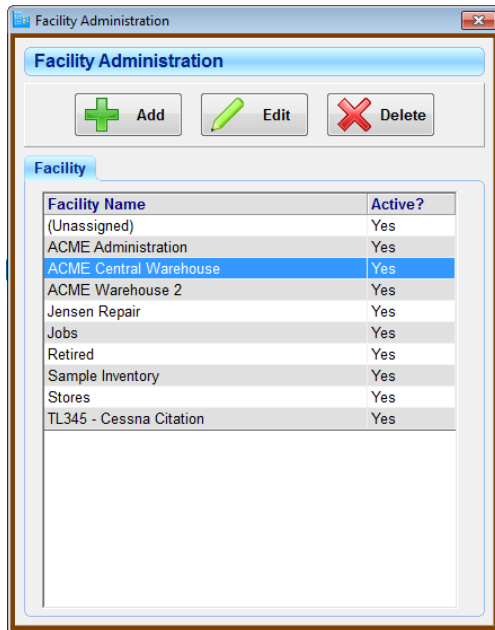 Facility Administration
Facility Administration
Add Edit Delete
Facility
Facility Name Active?
(Unassigned) Yes
ACME Administration Yes
ACME Central Warehouse Yes
ACME Warehouse 2 Yes
Jensen Repair Yes
Jobs Yes
Retired Yes
Sample Inventory Yes
Stores Yes
TL345 - Cessna Citation Yes